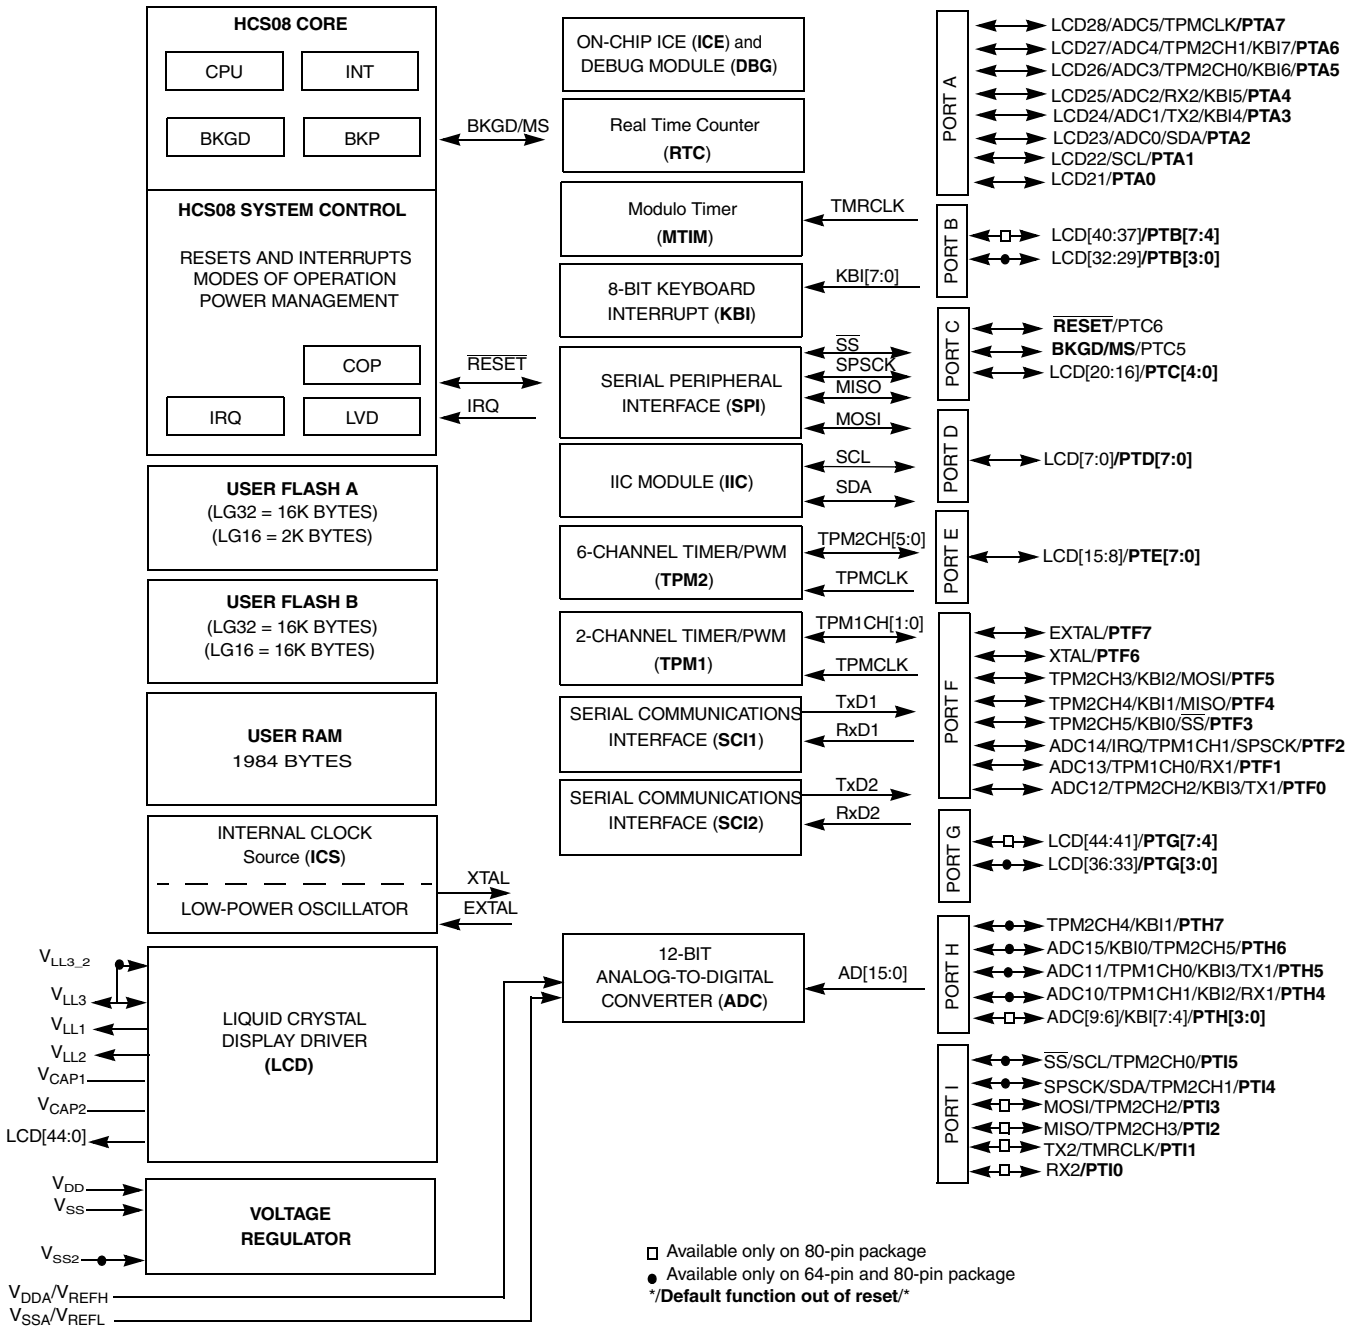 HCS08 CORE
CPU
INT
BKGD
BKP
HCS08 SYSTEM CONTROL
RESETS AND INTERRUPTS
MODES OF OPERATION
POWER MANAGEMENT
COP
IRQ
LVD
BKGD/MS
RESET
IRQ
USER FLASH A
(LG32 = 16K BYTES)
(LG16 = 2K BYTES)
USER FLASH B
(LG32 = 16K BYTES)
(LG16 = 16K BYTES)
USER RAM
1984 BYTES
INTERNAL CLOCK
Source (ICS)
LOW-POWER OSCILLATOR
XTAL
EXTAL
VLL3_2
VLL3
VLL1
VLL2
VCAP1
VCAP2
LCD[44:0]
LIQUID CRYSTAL
DISPLAY DRIVER
(LCD)
VDD
VSS
VSS2
VOLTAGE
REGULATOR
VDDA/VREFH
VSSA/VREFL
ON-CHIP ICE (ICE) and
DEBUG MODULE (DBG)
Real Time Counter
(RTC)
Modulo Timer
(MTIM)
TMRCLK
8-BIT KEYBOARD
INTERRUPT (KBI)
KBI[7:0]
SERIAL PERIPHERAL
INTERFACE (SPI)
SS
SPSCK
MISO
MOSI
IIC MODULE (IIC)
SCL
SDA
6-CHANNEL TIMER/PWM
(TPM2)
TPM2CH[5:0]
TPMCLK
2-CHANNEL TIMER/PWM
(TPM1)
TPM1CH[1:0]
TPMCLK
SERIAL COMMUNICATIONS
INTERFACE (SCI1)
TxD1
RxD1
SERIAL COMMUNICATIONS
INTERFACE (SCI2)
TxD2
RxD2
12-BIT
ANALOG-TO-DIGITAL
CONVERTER (ADC)
AD[15:0]
PORT A
LCD28/ADC5/TPMCLK/PTA7
LCD27/ADC4/TPM2CH1/KBI7/PTA6
LCD26/ADC3/TPM2CH0/KBI6/PTA5
LCD25/ADC2/RX2/KBI5/PTA4
LCD24/ADC1/TX2/KBI4/PTA3
LCD23/ADC0/SDA/PTA2
LCD22/SCL/PTA1
LCD21/PTA0
PORT B
LCD[40:37]/PTB[7:4]
LCD[32:29]/PTB[3:0]
PORT C
RESET/PTC6
BKGD/MS/PTC5
LCD[20:16]/PTC[4:0]
PORT D
LCD[7:0]/PTD[7:0]
PORT E
LCD[15:8]/PTE[7:0]
PORT F
EXTAL/PTF7
XTAL/PTF6
TPM2CH3/KBI2/MOSI/PTF5
TPM2CH4/KBI1/MISO/PTF4
TPM2CH5/KBI0/SS/PTF3
ADC14/IRQ/TPM1CH1/SPSCK/PTF2
ADC13/TPM1CH0/RX1/PTF1
ADC12/TPM2CH2/KBI3/TX1/PTF0
PORT G
LCD[44:41]/PTG[7:4]
LCD[36:33]/PTG[3:0]
PORT H
TPM2CH4/KBI1/PTH7
ADC15/KBI0/TPM2CH5/PTH6
ADC11/TPM1CH0/KBI3/TX1/PTH5
ADC10/TPM1CH1/KBI2/RX1/PTH4
ADC[9:6]/KBI[7:4]/PTH[3:0]
PORT I
SS/SCL/TPM2CH0/PTI5
SPSCK/SDA/TPM2CH1/PTI4
MOSI/TPM2CH2/PTI3
MISO/TPM2CH3/PTI2
TX2/TMRCLK/PTI1
RX2/PTI0
Available only on 80-pin package
Available only on 64-pin and 80-pin package
*/Default function out of reset/*